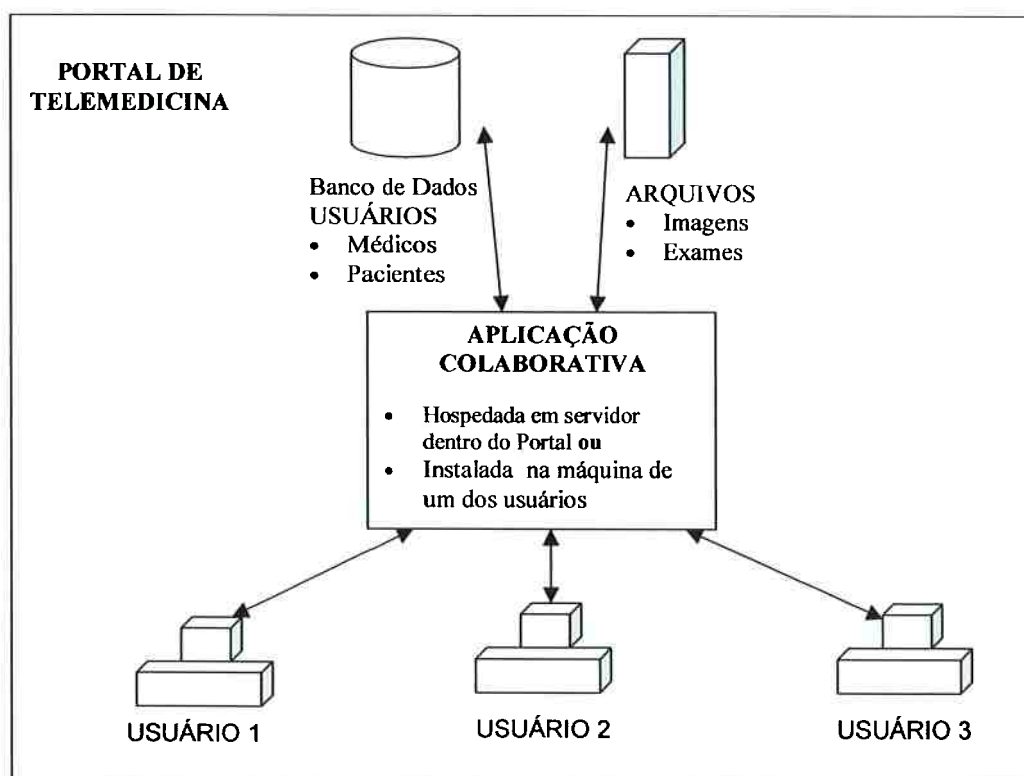 PORTAL DE
TELEMEDICINA
Banco de Dados
USUÁRIOS
• Médicos
• Pacientes
ARQUIVOS
• Imagens
• Exames
APLICAÇÃO
COLABORATIVA
• Hospedada em servidor
dentro do Portal ou
• Instalada na máquina de
um dos usuários
USUÁRIO 1
USUÁRIO 2
USUÁRIO 3